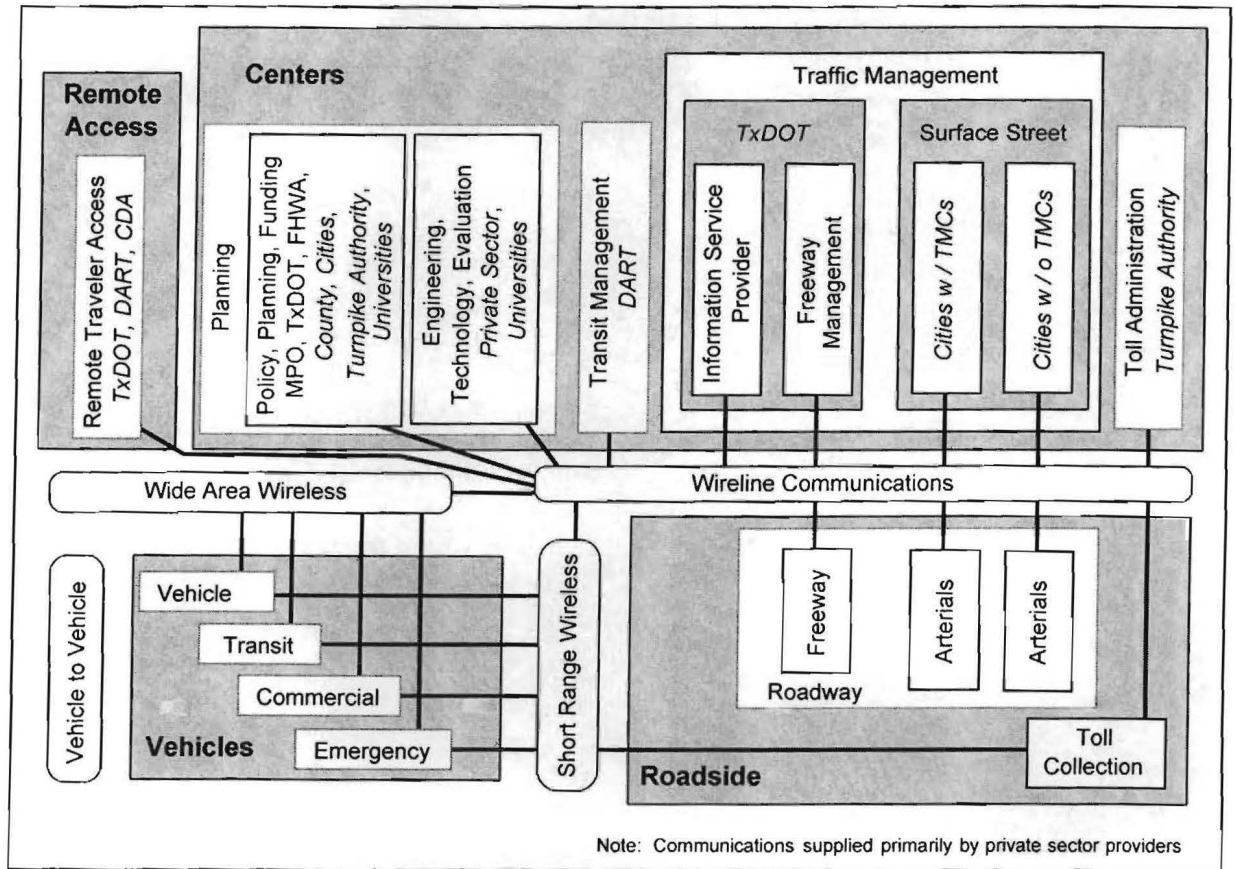 Centers
Remote
Access
Remote Traveler Access
TxDOT, DART, CDA
Planning
Policy, Planning, Funding
MPO, TxDOT, FHWA,
County, Cities,
Turnpike Authority,
Universities
Engineering,
Technology, Evaluation
Private Sector,
Universities
Transit Management
DART
Traffic Management
TxDOT
Information Service
Provider
Freeway
Management
Surface Street
Cities w / TMCs
Cities w / o TMCs
Toll Administration
Turnpike Authority
Wide Area Wireless
Wireline Communications
Vehicle to Vehicle
Vehicle
Transit
Commercial
Emergency
Vehicles
Short Range Wireless
Freeway
Arterials
Arterials
Roadway
Toll
Collection
Roadside
Note: Communications supplied primarily by private sector providers